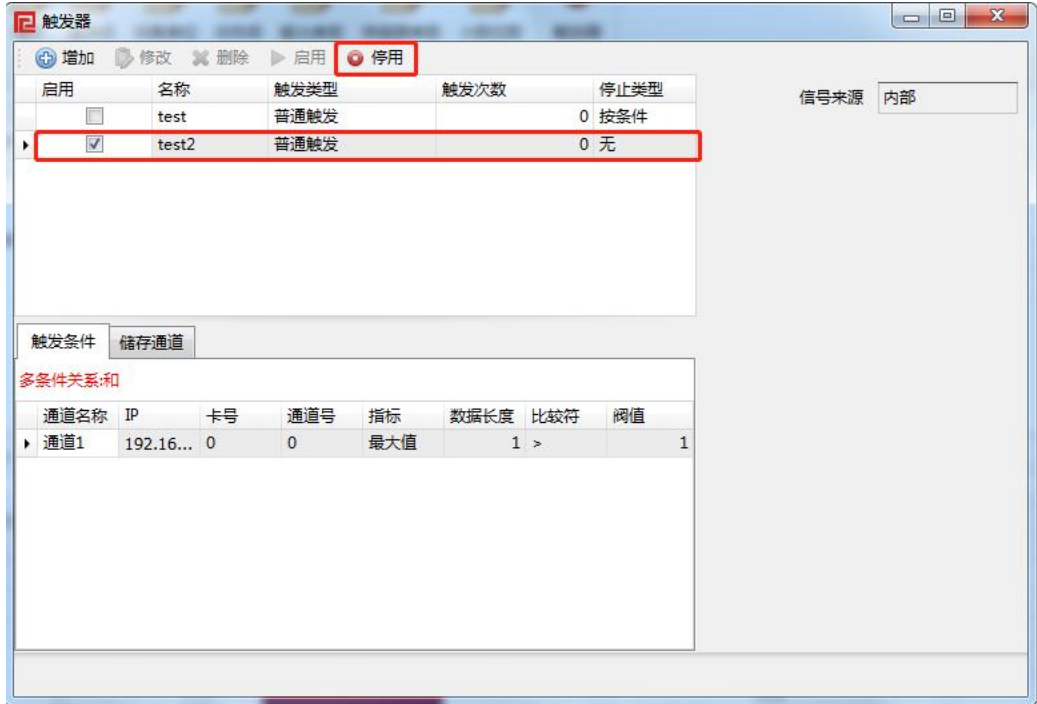 触发器
增加 修改 删除 启用 停用
启用 名称 触发类型 触发次数 停止类型
test 普通触发 0 按条件
test2 普通触发 0 无
信号来源 内部
触发条件 储存通道
多条件关系:和
通道名称 IP 卡号 通道号 指标 数据长度 比较符 阀值
通道1 192.16... 0 0 最大值 1 > 1